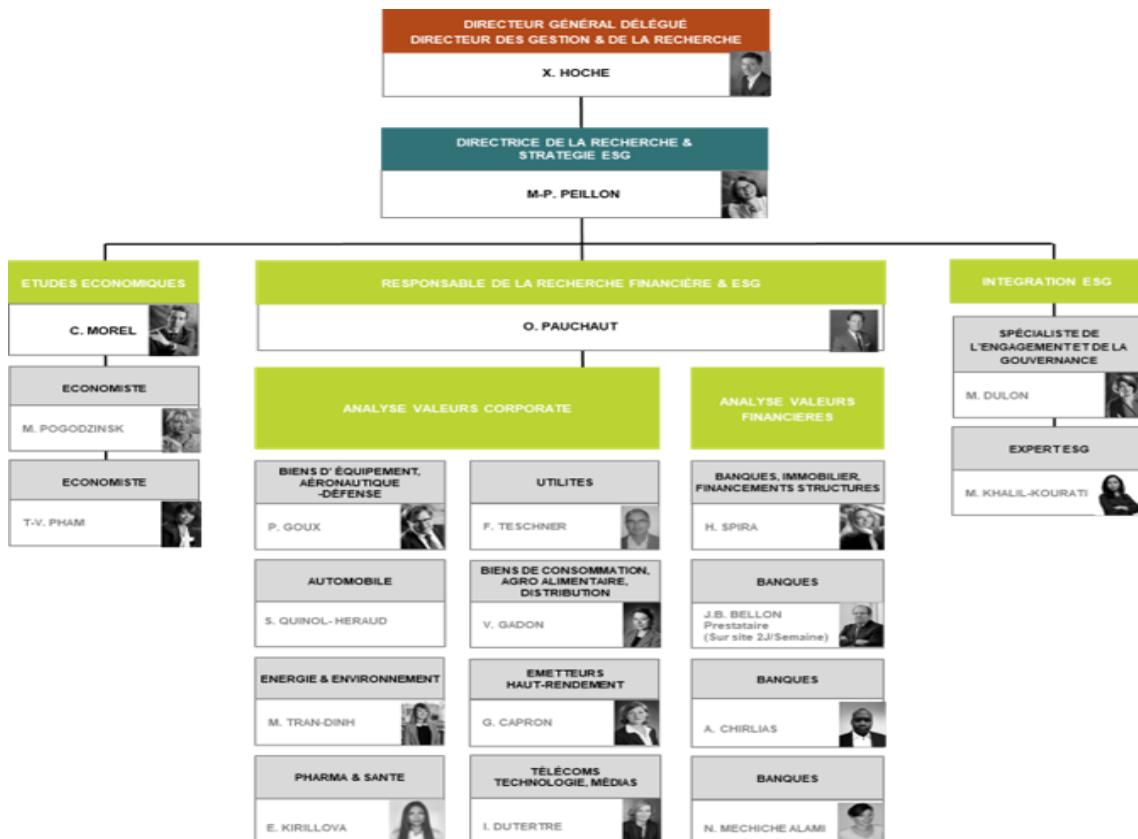 DIRECTEUR GÉNÉRAL DÉLÉGUÉ
DIRECTEUR DES GESTION & DE LA RECHERCHE
X. HOCHE
DIRECTRICE DE LA RECHERCHE &
STRATEGIE ESG
M-P. PEILLON
ETUDES ECONOMIQUES
C. MOREL
ECONOMISTE
M. POGODZINSK
ECONOMISTE
T-V. PHAM
RESPONSABLE DE LA RECHERCHE FINANCIÉRE & ESG
O. PAUCHAUT
ANALYSE VALEURS CORPORATE
BIENS D' ÉQUIPEMENT,
AÉRONAUTIQUE
-DÉFENSE
P. GOUX
AUTOMOBILE
S. QUINOL- HERAUD
ENERGIE & ENVIRONNEMENT
M. TRAN-DINH
PHARMA & SANTE
E. KIRILLOVA
UTILITES
F. TESCHNER
BIENS DE CONSOMMATION,
AGRO ALIMENTAIRE,
DISTRIBUTION
V. GADON
EMETTEURS
HAUT-RENDEMENT
G. CAPRON
TÉLÉCOMS
TECHNOLOGIE, MÉDIAS
I. DUTERTRE
ANALYSE VALEURS
FINANCIERES
BANQUES, IMMOBILIER,
FINANCEMENTS STRUCTURES
H. SPIRA
BANQUES
J.B. BELLON
Prestataire
(Sur site 2J/Semaine)
BANQUES
A. CHIRLIAS
BANQUES
N. MECHICHE ALAMI
INTEGRATION ESG
SPÉCIALISTE DE
L'ENGAGEMENT ET DE LA
GOUVERNANCE
M. DULON
EXPERT ESG
M. KHALIL-KOURATI